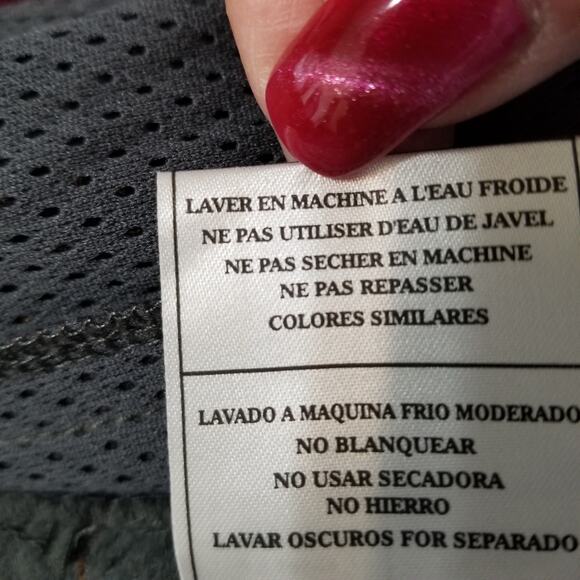 LAVER EN MACHINE A L'EAU FROIDE
NE PAS UTILISER D'EAU DE JAVEL
NE PAS SECHER EN MACHINE
NE PAS REPASSER
COLORES SIMILARES
LAVADO A MAQUINA FRIO MODERADO
NO BLANQUEAR
NO USAR SECADORA
NO HIERRO
LAVAR OSCUROS FOR SEPARADO